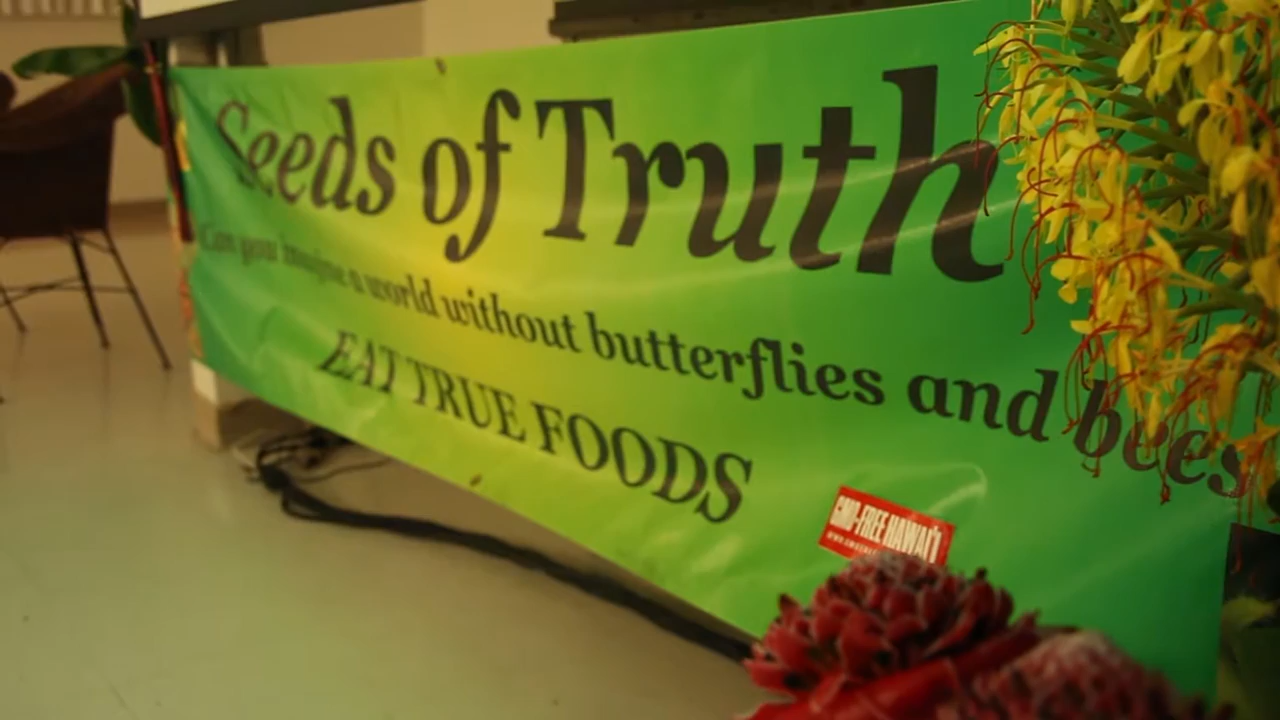 Seeds of Truth
Can you imagine a world without butterflies and bees
EAT TRUE FOODS
GMO-FREE HAWAI'I